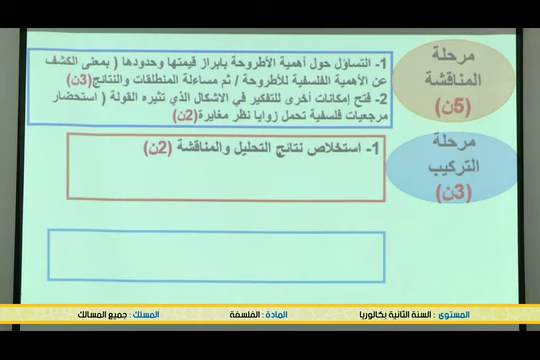 مرحلة
المناقشة
(5ن)
1- التساؤل حول أهمية الأطروحة بابراز قيمتها وحدودها ( بمعنى الكشف
عن الأهمية الفلسفية للأطروحة / ثم مساءلة المنطلقات والنتائج(3ن)
2- فتح إمكانات أخرى للتفكير في الاشكال الذي تثيره القولة ( استحضار
مرجعيات فلسفية تحمل زوايا نظر مغايرة(2ن)
مرحلة
التركيب
(3ن)
1- استخلاص نتائج التحليل والمناقشة (2ن)
المستوى : السنة الثانية بكالوريا
المادة : الفلسفة
المسلك : جميع المسالك